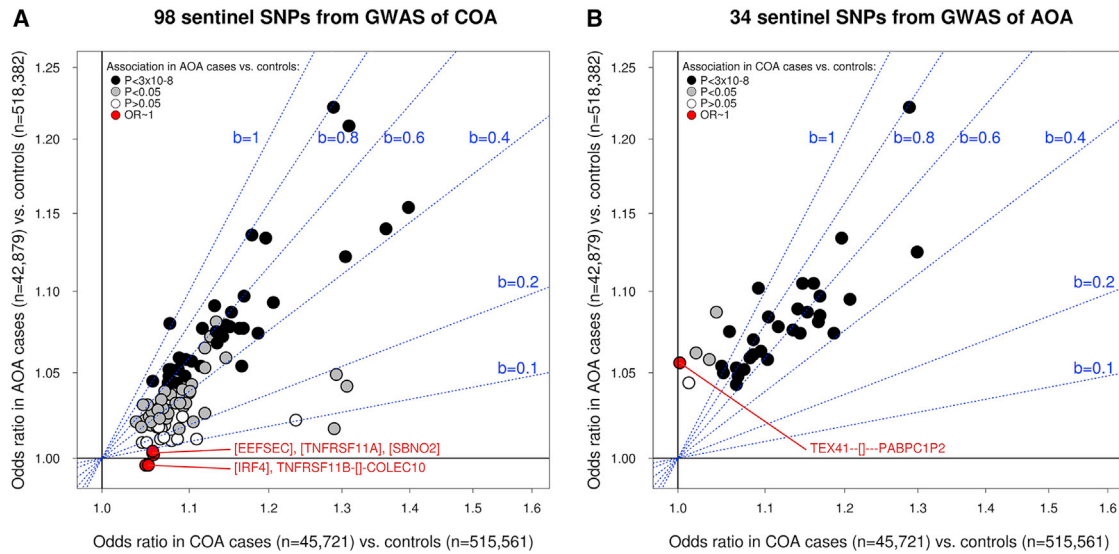 A
98 sentinel SNPs from GWAS of COA
Odds ratio in AOA cases (n=42,879) vs. controls (n=518,382)
1.25
1.20
1.15
1.10
1.05
1.00
Association in AOA cases vs. controls:
P<3x10-8
P<0.05
P>0.05
OR~1
b=1
b=0.8
b=0.6
b=0.4
b=0.2
b=0.1
[EEFSEC], [TNFRSF11A], [SBNO2]
[IRF4], TNFRSF11B-[]-COLEC10
1.0 1.1 1.2 1.3 1.4 1.5 1.6
Odds ratio in COA cases (n=45,721) vs. controls (n=515,561)
B
34 sentinel SNPs from GWAS of AOA
Odds ratio in AOA cases (n=42,879) vs. controls (n=518,382)
1.25
1.20
1.15
1.10
1.05
1.00
Association in COA cases vs. controls:
P<3x10-8
P<0.05
P>0.05
OR~1
b=1
b=0.8
b=0.6
b=0.4
b=0.2
b=0.1
TEX41--[]---PABPC1P2
1.0 1.1 1.2 1.3 1.4 1.5 1.6
Odds ratio in COA cases (n=45,721) vs. controls (n=515,561)